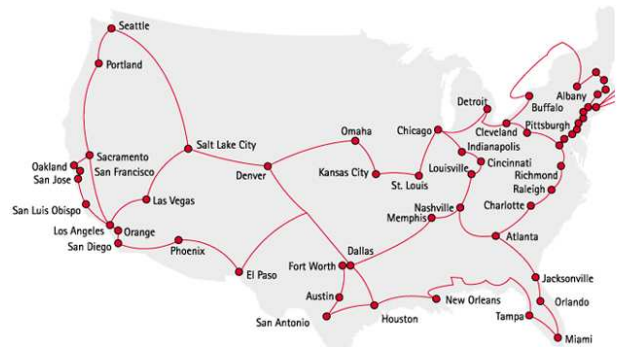 Seattle
Portland
Albany
Detroit
Buffalo
Cleveland
Pittsburgh
Omaha
Chicago
Indianapolis
Salt Lake City
Sacramento
Oakland
San Francisco
San Jose
Denver
Kansas City
St. Louis
Louisville
Cincinnati
Richmond
Raleigh
Las Vegas
San Luis Obispo
Nashville
Memphis
Charlotte
Los Angeles
Orange
San Diego
Phoenix
Atlanta
El Paso
Fort Worth
Dallas
Jacksonville
Austin
New Orleans
Orlando
San Antonio
Houston
Tampa
Miami